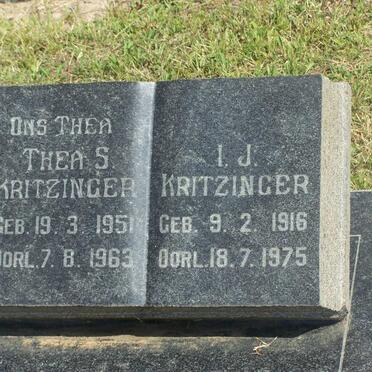 ONS THEA
THEA S.
KRITZINGER
GEB. 19. 3. 1951
OORL. 7. 8. 1963
I. J.
KRITZINGER
GEB. 9. 2. 1916
OORL. 18. 7. 1975